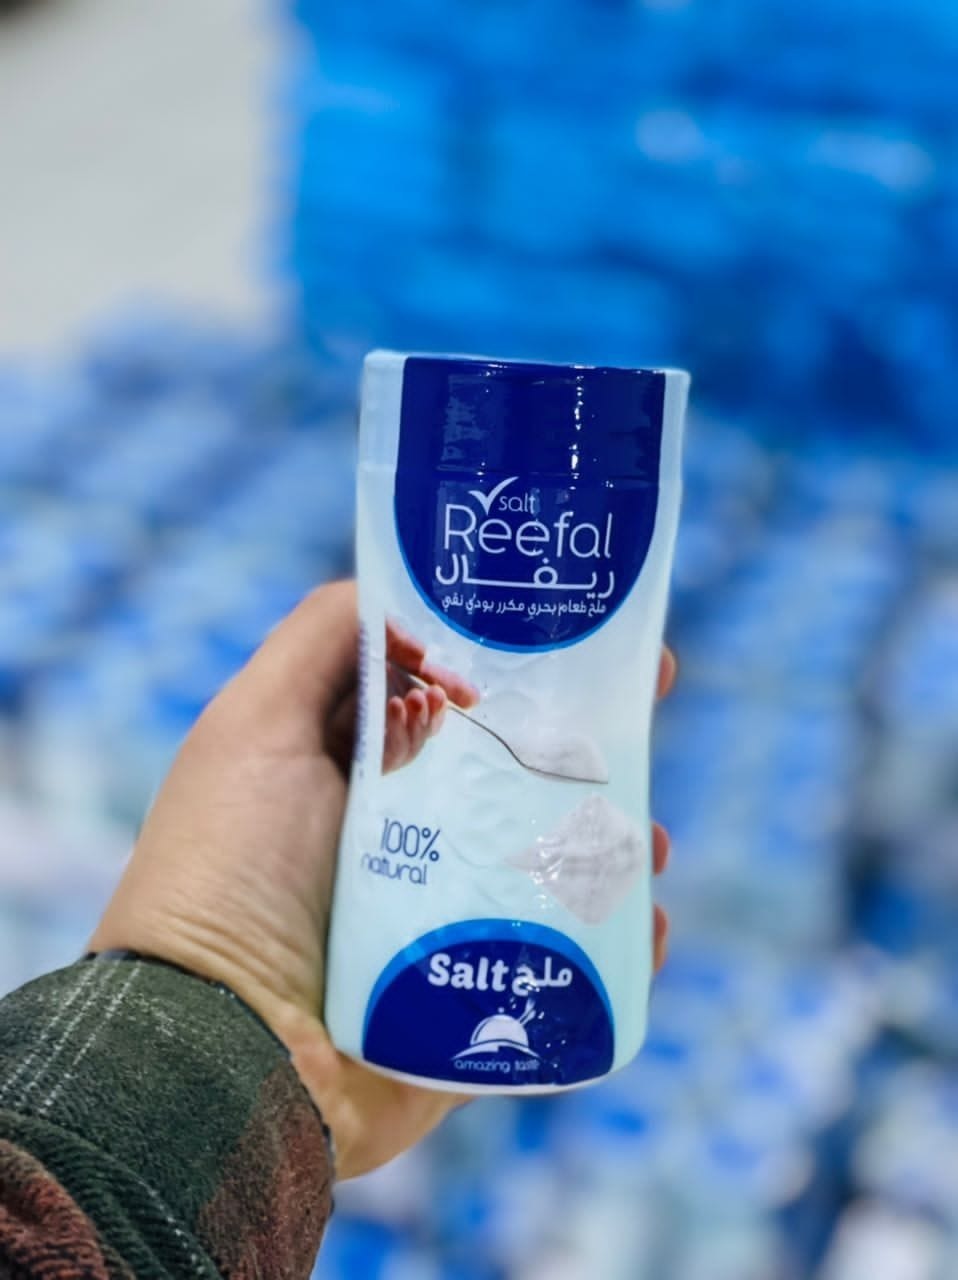 salt
Reefal
ريفال
ملح طعام بحري مكرر يودي نقي
100%
natural
Salt ملح
amazing taste